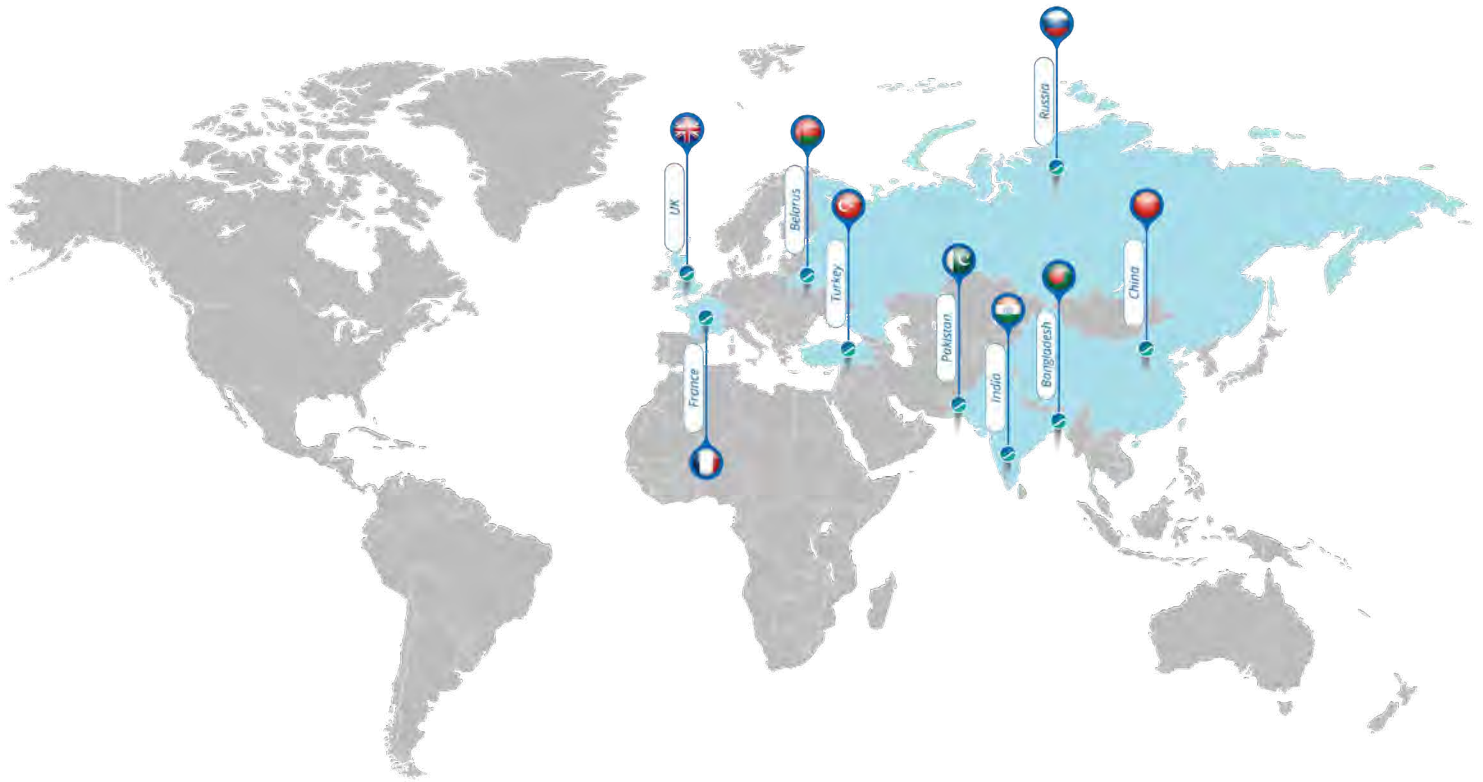 Russia
UK
Belarus
Turkey
China
Pakistan
India
Bangladesh
France